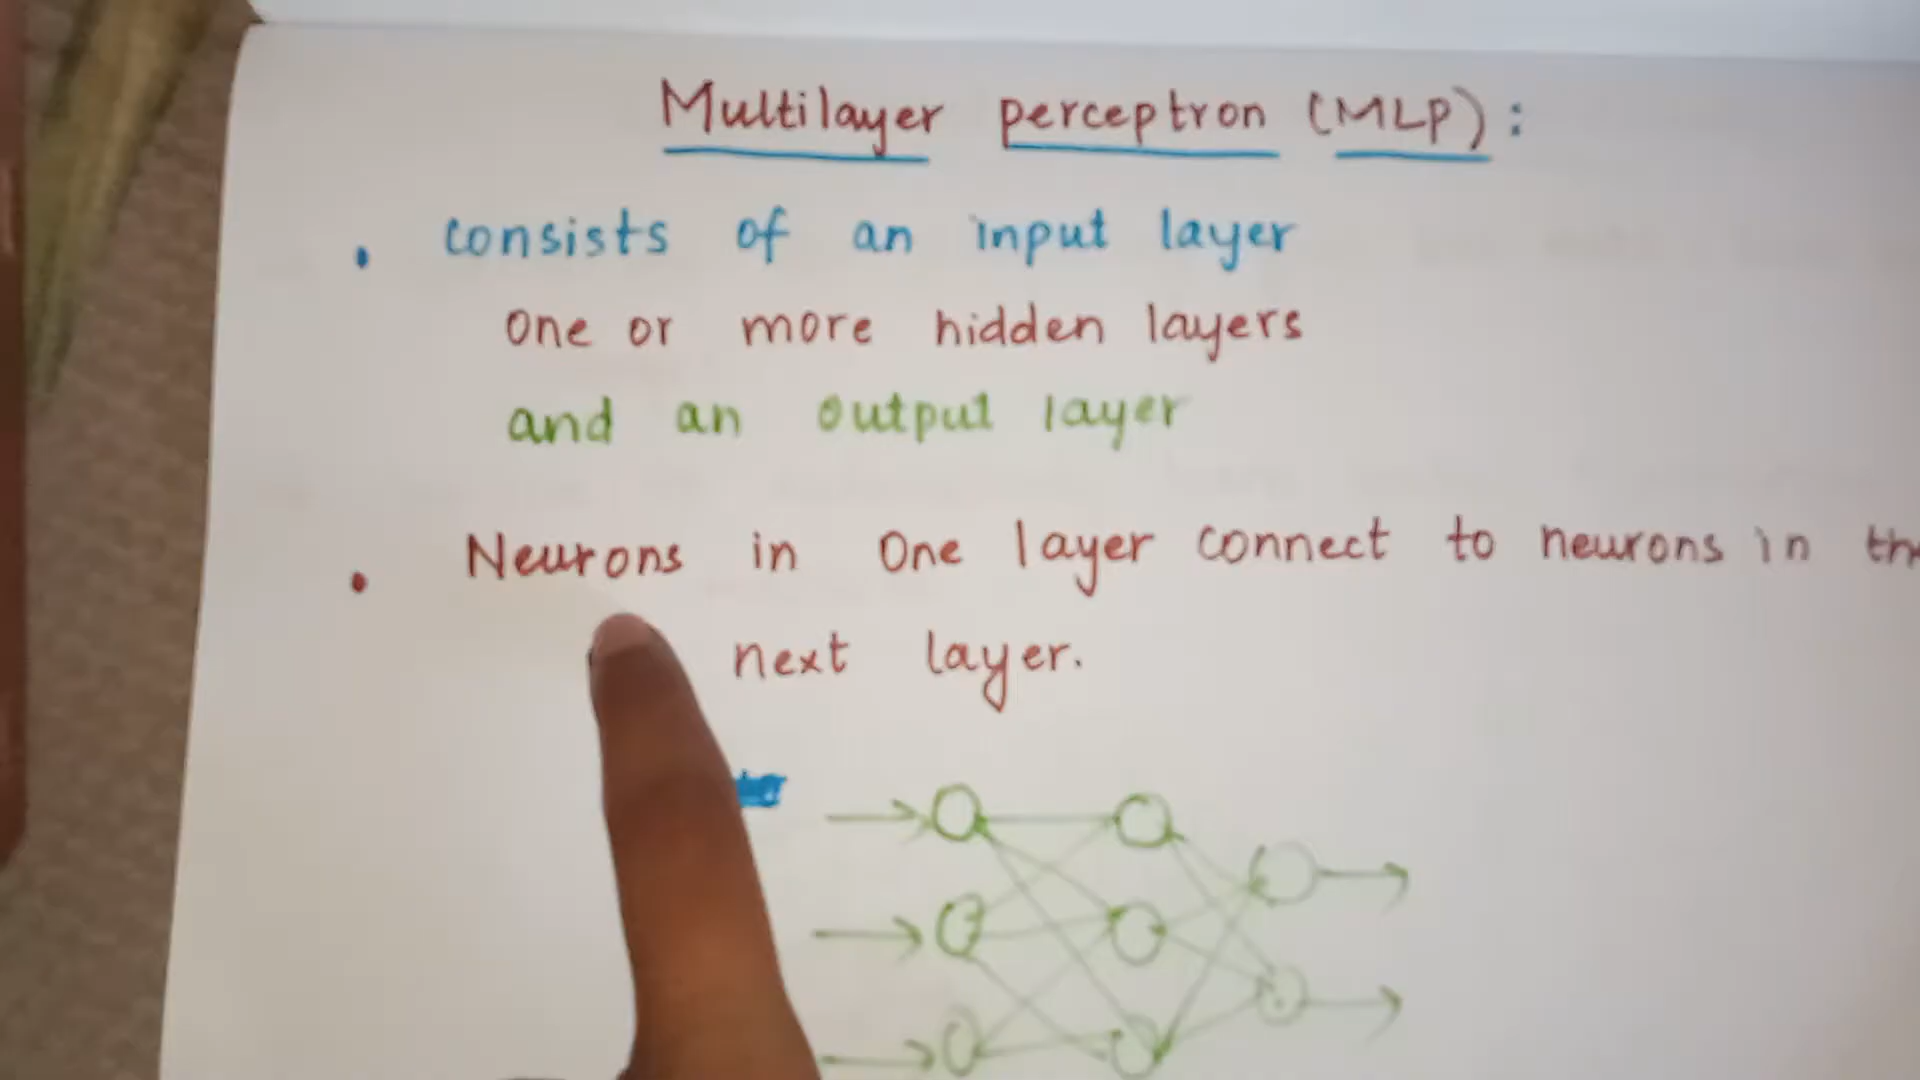 Multilayer perceptron (MLP):
• consists of an input layer
one or more hidden layers
and an output layer
• Neurons in One layer connect to neurons in
next layer.